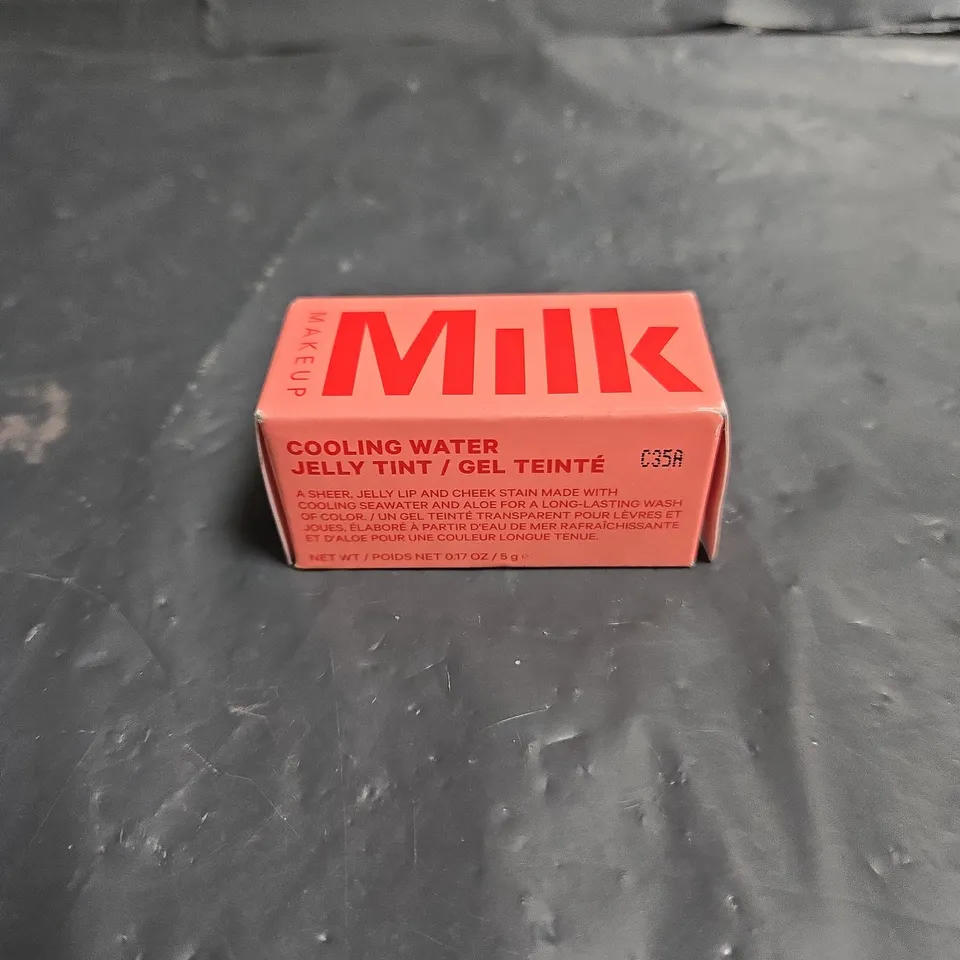 MAKEUP
Milk
COOLING WATER
JELLY TINT / GEL TEINTÉ
C35A
A SHEER, JELLY LIP AND CHEEK STAIN MADE WITH
COOLING SEAWATER AND ALOE FOR A LONG-LASTING WASH
OF COLOR. / UN GEL TEINTÉ TRANSPARENT POUR LÈVRES ET
JOUES, ÉLABORÉ À PARTIR D'EAU DE MER RAFRAÎCHISSANTE
ET D'ALOE POUR UNE COULEUR LONGUE TENUE.
NET WT / POIDS NET 0.17 OZ / 5 g ℮